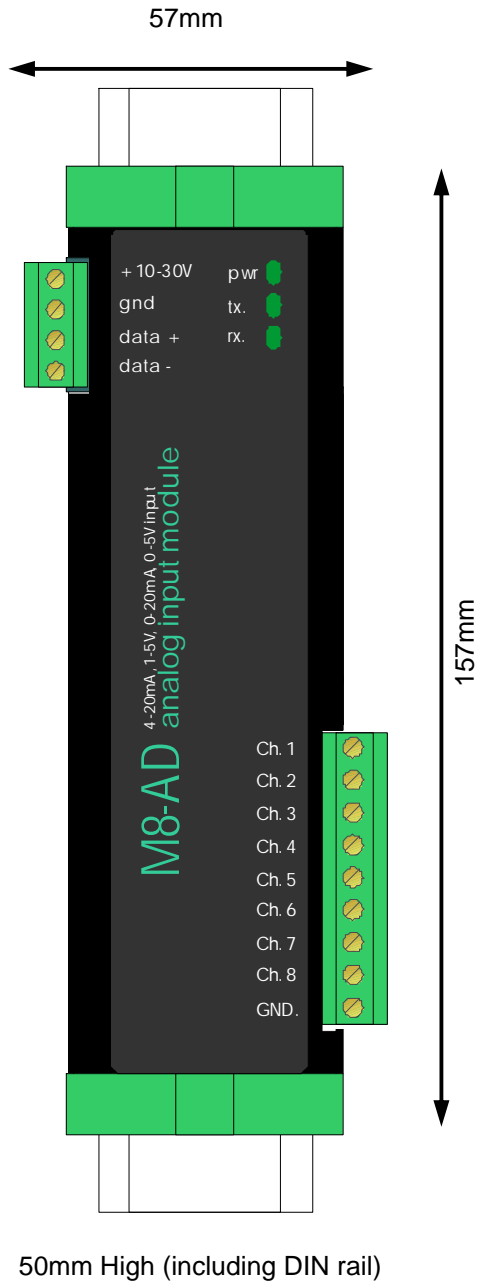 57mm
+10-30V pwr
gnd tx.
data + rx.
data -
4-20mA, 1-5V, 0-20mA, 0-5V input
analog input module
M8-AD
157mm
Ch. 1
Ch. 2
Ch. 3
Ch. 4
Ch. 5
Ch. 6
Ch. 7
Ch. 8
GND.
50mm High (including DIN rail)